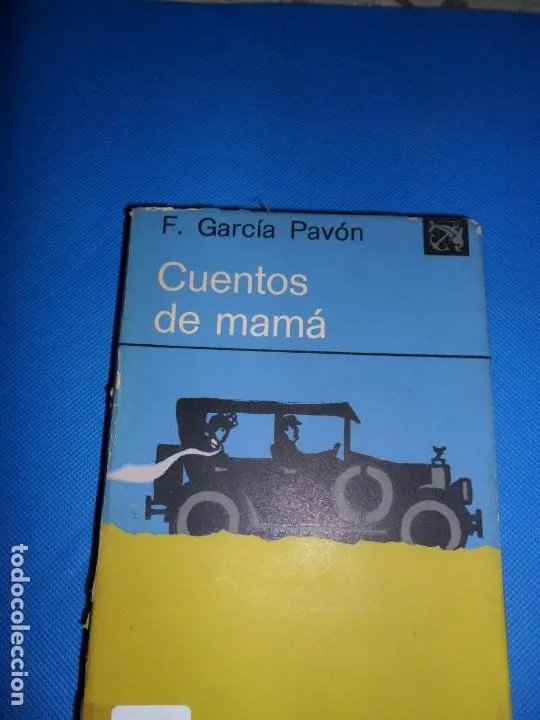 F. García Pavón
Cuentos
de mamá
todocoleccion